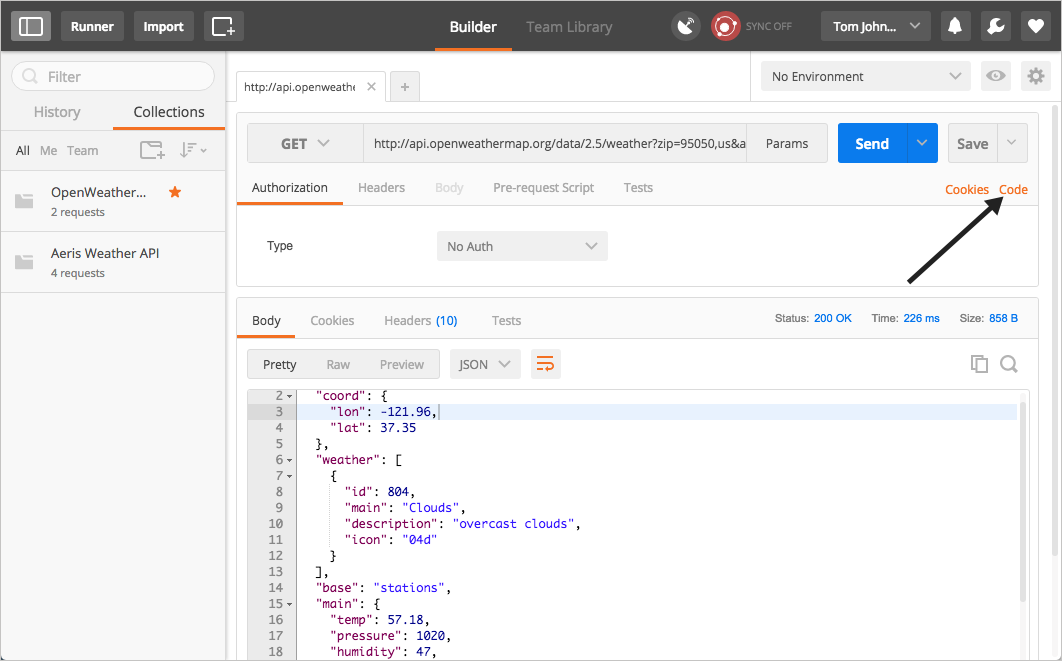 Runner Import Builder Team Library SYNC OFF Tom John...
Filter
http://api.openweathe × + No Environment
History Collections
All Me Team
GET http://api.openweathermap.org/data/2.5/weather?zip=95050,us&a Params Send Save
Authorization Headers Body Pre-request Script Tests Cookies Code
OpenWeather...
2 requests
Type No Auth
Aeris Weather API
4 requests
Body Cookies Headers (10) Tests Status: 200 OK Time: 226 ms Size: 858 B
Pretty Raw Preview JSON
2 "coord": {
3 "lon": -121.96,
4 "lat": 37.35
5 },
6 "weather": [
7 {
8 "id": 804,
9 "main": "Clouds",
10 "description": "overcast clouds",
11 "icon": "04d"
12 }
13 ],
14 "base": "stations",
15 "main": {
16 "temp": 57.18,
17 "pressure": 1020,
18 "humidity": 47,